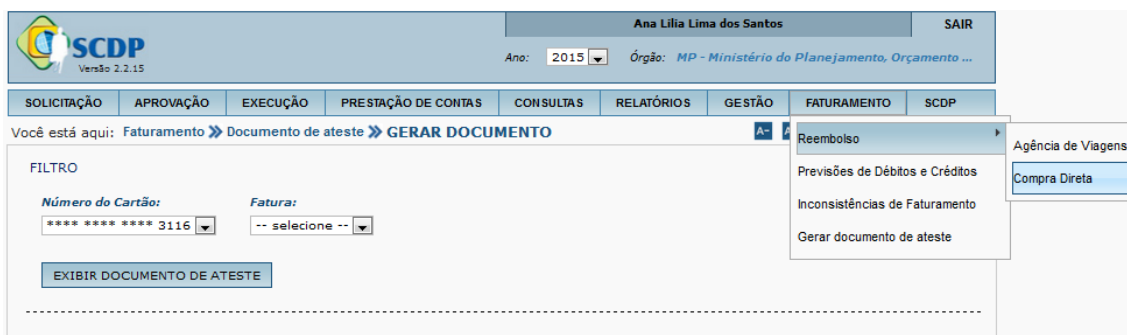 Ana Lilia Lima dos Santos SAIR
SCDP
Versão 2.2.15
Ano: 2015 Órgão: MP - Ministério do Planejamento, Orçamento ...
SOLICITAÇÃO APROVAÇÃO EXECUÇÃO PRESTAÇÃO DE CONTAS CONSULTAS RELATÓRIOS GESTÃO FATURAMENTO SCDP
Você está aqui: Faturamento Documento de ateste GERAR DOCUMENTO A-
Reembolso
Agência de Viagens
Compra Direta
Previsões de Débitos e Créditos
Inconsistências de Faturamento
Gerar documento de ateste
FILTRO
Número do Cartão: Fatura:
**** **** **** 3116 -- selecione --
EXIBIR DOCUMENTO DE ATESTE